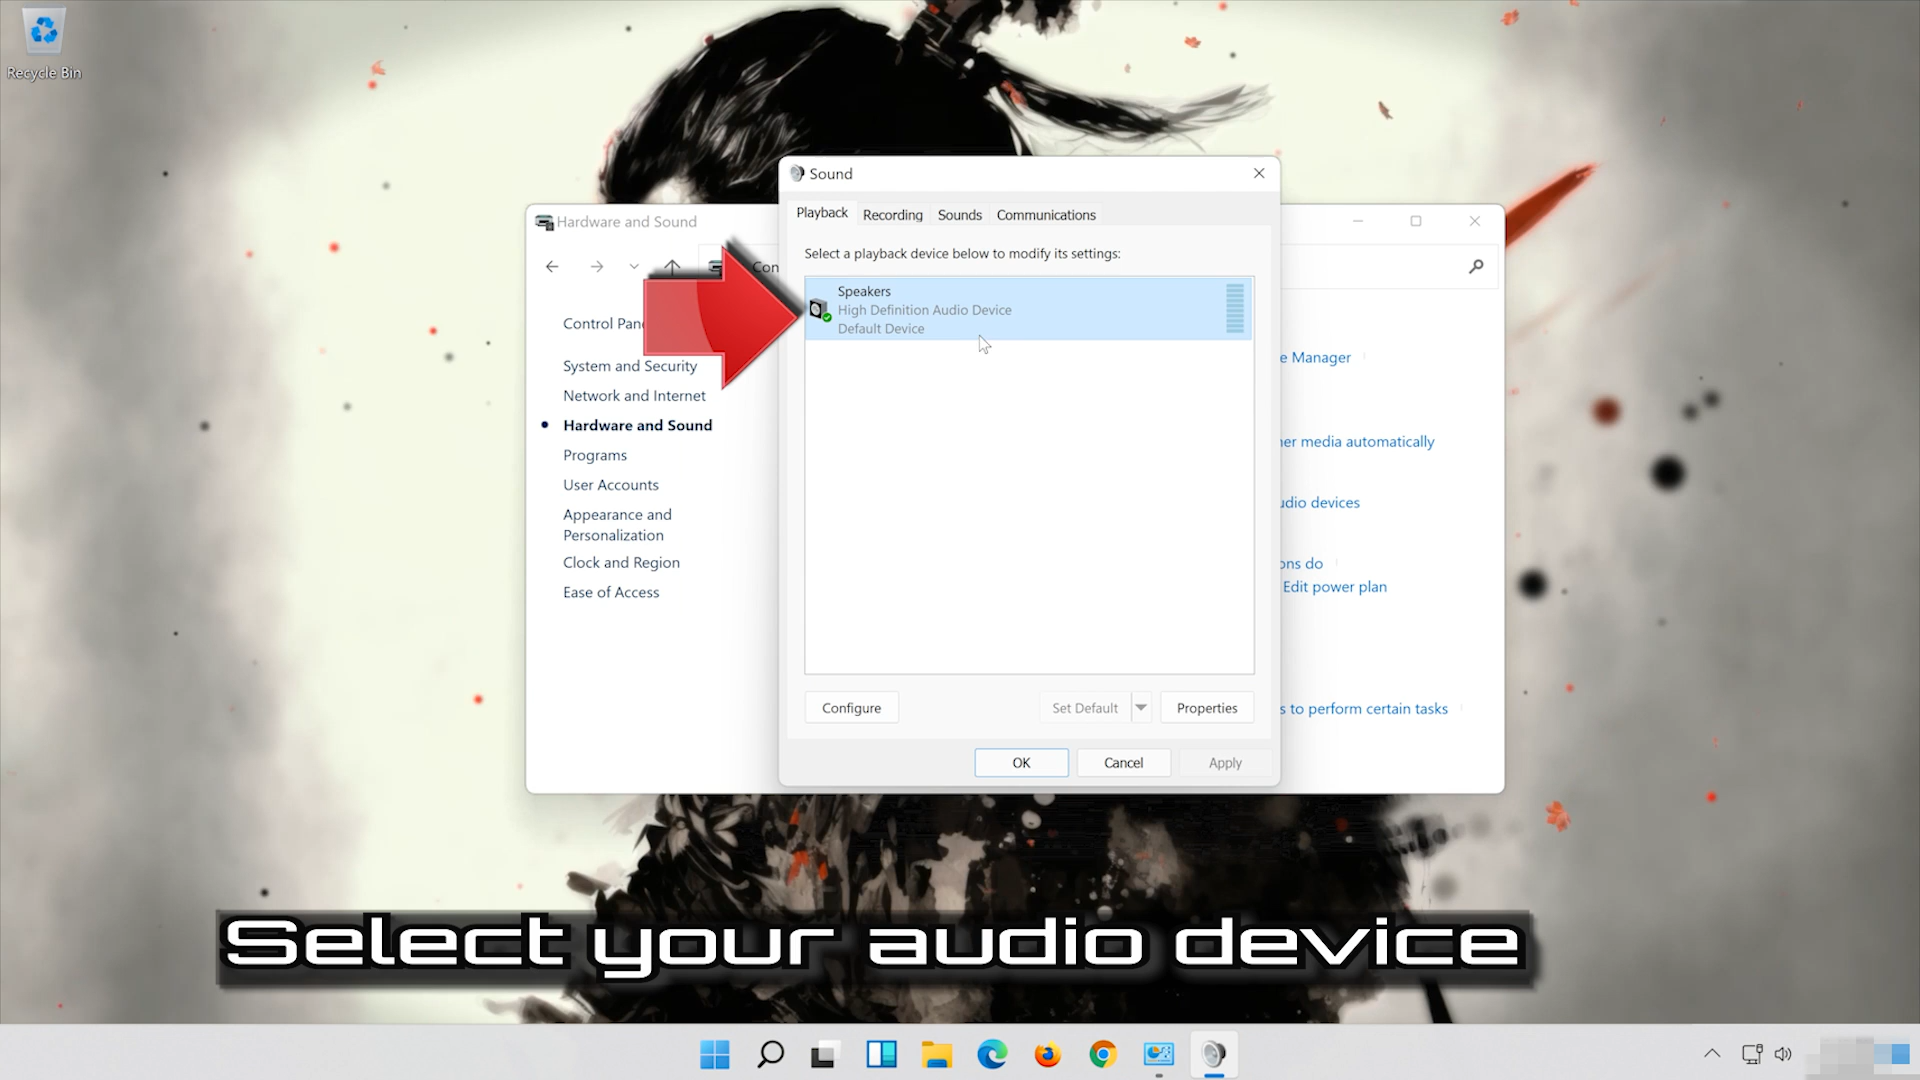 Recycle Bin
Sound
Playback
Recording
Sounds
Communications
Hardware and Sound
Select a playback device below to modify its settings:
Con
Speakers
High Definition Audio Device
Default Device
Control Pane
System and Security
Network and Internet
Hardware and Sound
Programs
User Accounts
Appearance and
Personalization
Clock and Region
Ease of Access
e Manager
er media automatically
udio devices
ons do
Edit power plan
s to perform certain tasks
Configure
Set Default
Properties
OK
Cancel
Apply
Select your audio device